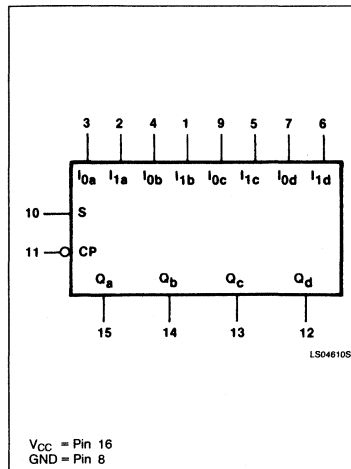 3 2 4 1 9 5 7 6
I0a I1a I0b I1b I0c I1c I0d I1d
10 S
11 CP
Qa Qb Qc Qd
15 14 13 12
LS04610S
VCC = Pin 16
GND = Pin 8